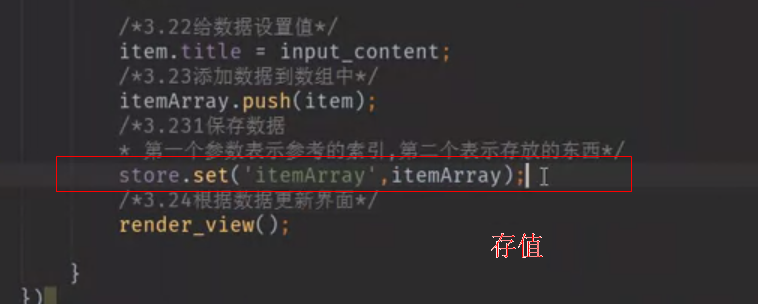 /*3.22给数据设置值*/
item.title = input_content;
/*3.23添加数据到数组中*/
itemArray.push(item);
/*3.231保存数据
* 第一个参数表示参考的索引,第二个表示存放的东西*/
store.set('itemArray',itemArray);
/*3.24根据数据更新界面*/
render_view();
存值
}
})